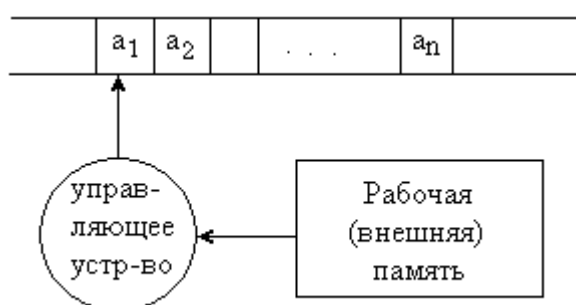 a1 a2 . . . an
управ-
ляющее
устр-во
Рабочая
(внешняя)
память